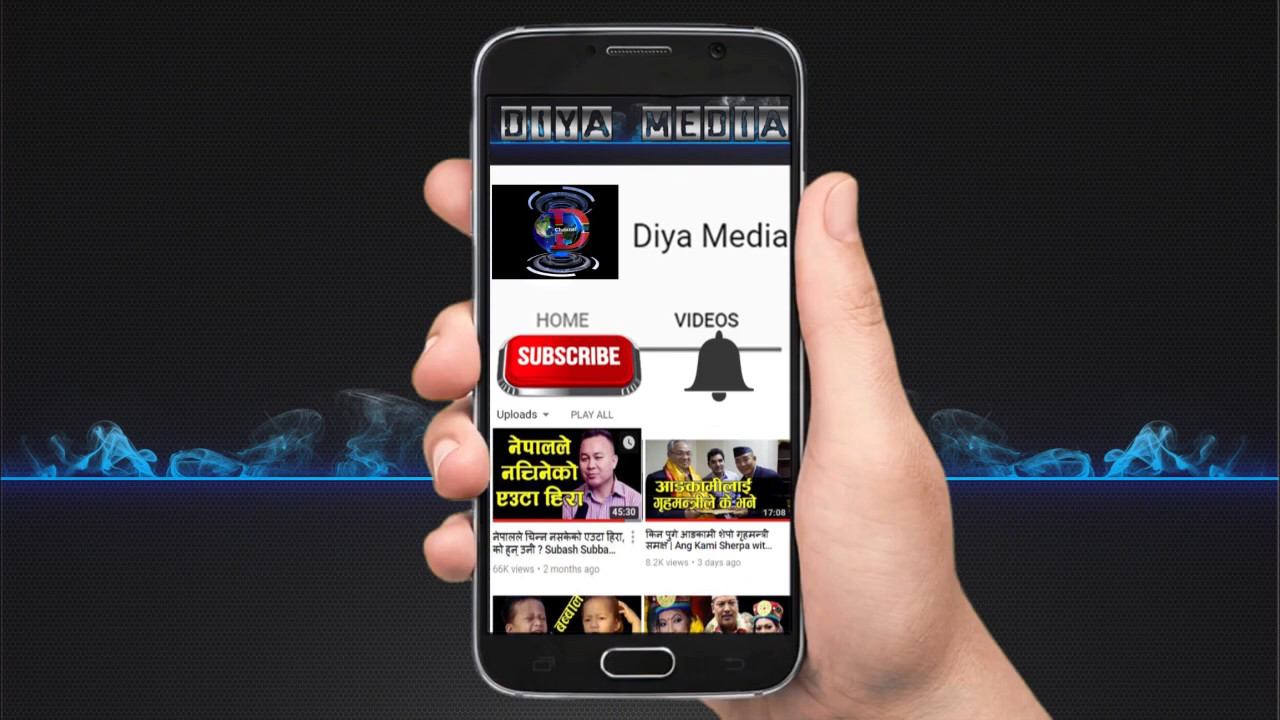 DIYA MEDIA
Channel
Diya Media
HOME
VIDEOS
SUBSCRIBE
Uploads
PLAY ALL
नेपालले
नचिनेको
एउटा हिरा
45:30
आङकामीलाई
गृहमन्त्रीले के भने
17:08
नेपालले चिन्न नसकेको एउटा हिरा,
को हुन् उनी ? Subash Subba...
66K views • 2 months ago
किन पुगे आङकामी शेर्पा गृहमन्त्री
समक्ष | Ang Kami Sherpa wit...
8.2K views • 3 days ago
बब्बाल